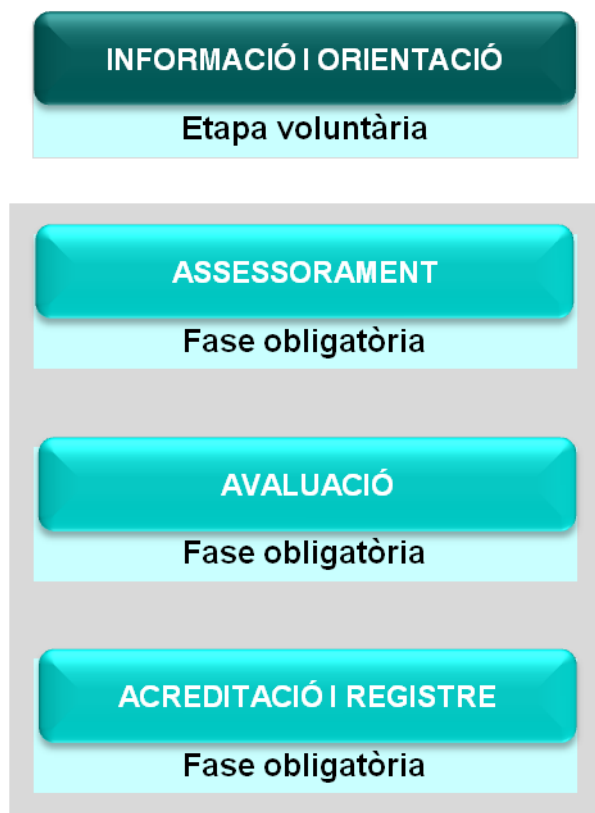 INFORMACIÓ I ORIENTACIÓ
Etapa voluntària
ASSESSORAMENT
Fase obligatòria
AVALUACIÓ
Fase obligatòria
ACREDITACIÓ I REGISTRE
Fase obligatòria